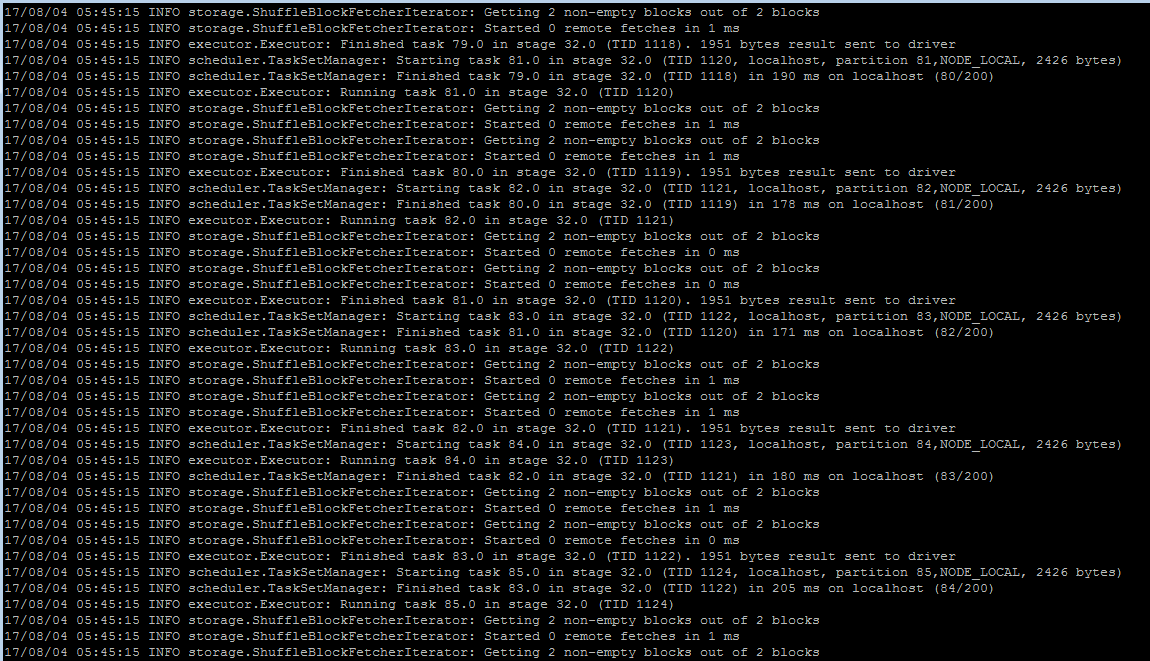 17/08/04 05:45:15 INFO storage.ShuffleBlockFetcherIterator: Getting 2 non-empty blocks out of 2 blocks
17/08/04 05:45:15 INFO storage.ShuffleBlockFetcherIterator: Started 0 remote fetches in 1 ms
17/08/04 05:45:15 INFO executor.Executor: Finished task 79.0 in stage 32.0 (TID 1118). 1951 bytes result sent to driver
17/08/04 05:45:15 INFO scheduler.TaskSetManager: Starting task 81.0 in stage 32.0 (TID 1120, localhost, partition 81,NODE_LOCAL, 2426 bytes)
17/08/04 05:45:15 INFO scheduler.TaskSetManager: Finished task 79.0 in stage 32.0 (TID 1118) in 190 ms on localhost (80/200)
17/08/04 05:45:15 INFO executor.Executor: Running task 81.0 in stage 32.0 (TID 1120)
17/08/04 05:45:15 INFO storage.ShuffleBlockFetcherIterator: Getting 2 non-empty blocks out of 2 blocks
17/08/04 05:45:15 INFO storage.ShuffleBlockFetcherIterator: Started 0 remote fetches in 1 ms
17/08/04 05:45:15 INFO storage.ShuffleBlockFetcherIterator: Getting 2 non-empty blocks out of 2 blocks
17/08/04 05:45:15 INFO storage.ShuffleBlockFetcherIterator: Started 0 remote fetches in 1 ms
17/08/04 05:45:15 INFO executor.Executor: Finished task 80.0 in stage 32.0 (TID 1119). 1951 bytes result sent to driver
17/08/04 05:45:15 INFO scheduler.TaskSetManager: Starting task 82.0 in stage 32.0 (TID 1121, localhost, partition 82,NODE_LOCAL, 2426 bytes)
17/08/04 05:45:15 INFO scheduler.TaskSetManager: Finished task 80.0 in stage 32.0 (TID 1119) in 178 ms on localhost (81/200)
17/08/04 05:45:15 INFO executor.Executor: Running task 82.0 in stage 32.0 (TID 1121)
17/08/04 05:45:15 INFO storage.ShuffleBlockFetcherIterator: Getting 2 non-empty blocks out of 2 blocks
17/08/04 05:45:15 INFO storage.ShuffleBlockFetcherIterator: Started 0 remote fetches in 0 ms
17/08/04 05:45:15 INFO storage.ShuffleBlockFetcherIterator: Getting 2 non-empty blocks out of 2 blocks
17/08/04 05:45:15 INFO storage.ShuffleBlockFetcherIterator: Started 0 remote fetches in 0 ms
17/08/04 05:45:15 INFO executor.Executor: Finished task 81.0 in stage 32.0 (TID 1120). 1951 bytes result sent to driver
17/08/04 05:45:15 INFO scheduler.TaskSetManager: Starting task 83.0 in stage 32.0 (TID 1122, localhost, partition 83,NODE_LOCAL, 2426 bytes)
17/08/04 05:45:15 INFO scheduler.TaskSetManager: Finished task 81.0 in stage 32.0 (TID 1120) in 171 ms on localhost (82/200)
17/08/04 05:45:15 INFO executor.Executor: Running task 83.0 in stage 32.0 (TID 1122)
17/08/04 05:45:15 INFO storage.ShuffleBlockFetcherIterator: Getting 2 non-empty blocks out of 2 blocks
17/08/04 05:45:15 INFO storage.ShuffleBlockFetcherIterator: Started 0 remote fetches in 1 ms
17/08/04 05:45:15 INFO storage.ShuffleBlockFetcherIterator: Getting 2 non-empty blocks out of 2 blocks
17/08/04 05:45:15 INFO storage.ShuffleBlockFetcherIterator: Started 0 remote fetches in 1 ms
17/08/04 05:45:15 INFO executor.Executor: Finished task 82.0 in stage 32.0 (TID 1121). 1951 bytes result sent to driver
17/08/04 05:45:15 INFO scheduler.TaskSetManager: Starting task 84.0 in stage 32.0 (TID 1123, localhost, partition 84,NODE_LOCAL, 2426 bytes)
17/08/04 05:45:15 INFO executor.Executor: Running task 84.0 in stage 32.0 (TID 1123)
17/08/04 05:45:15 INFO scheduler.TaskSetManager: Finished task 82.0 in stage 32.0 (TID 1121) in 180 ms on localhost (83/200)
17/08/04 05:45:15 INFO storage.ShuffleBlockFetcherIterator: Getting 2 non-empty blocks out of 2 blocks
17/08/04 05:45:15 INFO storage.ShuffleBlockFetcherIterator: Started 0 remote fetches in 1 ms
17/08/04 05:45:15 INFO storage.ShuffleBlockFetcherIterator: Getting 2 non-empty blocks out of 2 blocks
17/08/04 05:45:15 INFO storage.ShuffleBlockFetcherIterator: Started 0 remote fetches in 0 ms
17/08/04 05:45:15 INFO executor.Executor: Finished task 83.0 in stage 32.0 (TID 1122). 1951 bytes result sent to driver
17/08/04 05:45:15 INFO scheduler.TaskSetManager: Starting task 85.0 in stage 32.0 (TID 1124, localhost, partition 85,NODE_LOCAL, 2426 bytes)
17/08/04 05:45:15 INFO scheduler.TaskSetManager: Finished task 83.0 in stage 32.0 (TID 1122) in 205 ms on localhost (84/200)
17/08/04 05:45:15 INFO executor.Executor: Running task 85.0 in stage 32.0 (TID 1124)
17/08/04 05:45:15 INFO storage.ShuffleBlockFetcherIterator: Getting 2 non-empty blocks out of 2 blocks
17/08/04 05:45:15 INFO storage.ShuffleBlockFetcherIterator: Started 0 remote fetches in 1 ms
17/08/04 05:45:15 INFO storage.ShuffleBlockFetcherIterator: Getting 2 non-empty blocks out of 2 blocks